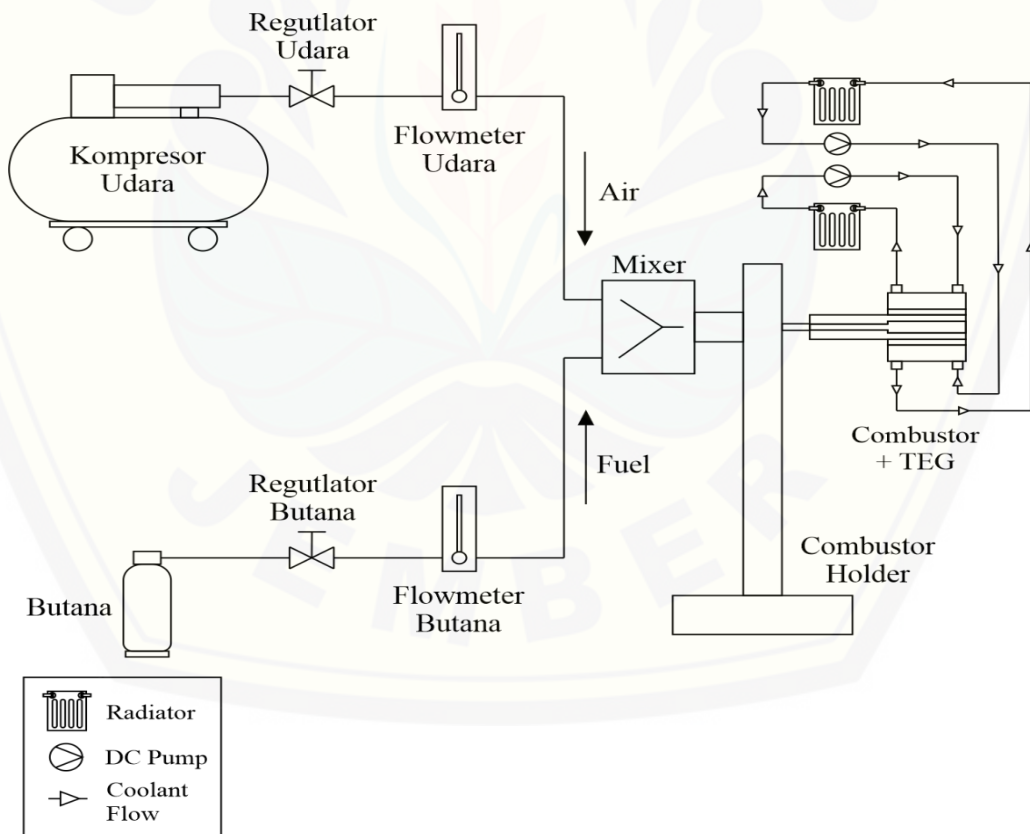 Regutlator
Udara
Kompresor
Udara
Flowmeter
Udara
Air
Mixer
Combustor
+ TEG
Fuel
Regutlator
Butana
Flowmeter
Butana
Butana
Combustor
Holder
JEMBER
Radiator
DC Pump
Coolant
Flow